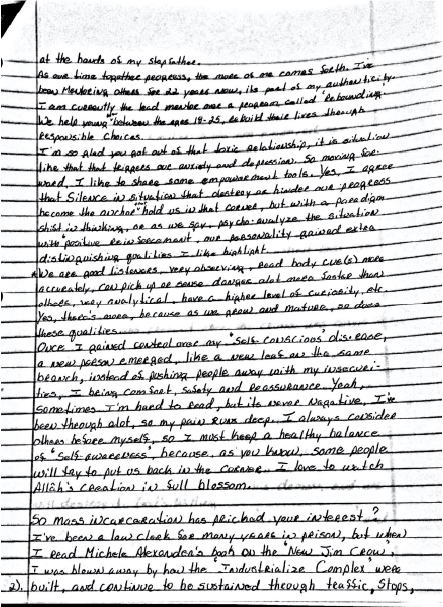 at the hands of my stepfather.
As our time together progress, the more of me comes forth. I've
been Mentoring others for 22 years now, its part of my authenticity.
I am currently the lead mentor over a program called "Rebounding"
We help young men between the ages 18-25, rebuild their lives through
Responsible Choices.
I'm so glad you got out of that toxic relationship, it is situation
like that that triggers our anxiety and depression. So moving for-
ward, I like to share some empowerment tools. Yes, I agree
that Silence in situation that destroy or hinder our progress
become the anchor hold us in that corner, but with a paradigm
shift in thinking, or as we say, psycho-analyze the situation
with "positive Reinforcement, our personality gained extra
distinguishing qualities I like highlight.
We are good listeners, very observing, read body cue(s) more
accurately, can pick up or sense danger alot more faster than
others, very analytical, have a higher level of curiosity, etc.
Yes, there's more, because as we grow and mature, so does
these qualities.
Once I gained control over my "Self-Conscious" disease,
a new person emerged, like a new leaf on the same
branch, instead of pushing people away with my insecuri-
ties, I bring comfort, safety and Reassurance. Yeah,
sometimes I'm hard to read, but its never Negative, I've
been through alot, so my pain runs deep. I always consider
others before myself, so I must keep a healthy balance
of "Self-awareness", because, as you know, some people
will try to put us back in the corner. I love to watch
Allāh's creation in full blossom.
So mass incarcaration has pricked your interest?
I've been a law clerk for many years in prison, but when
I read Michele Alexander's book on the "New Jim Crow,
I was blown away by how the "Industrialize Complex" were
2). built, and continue to be sustained through traffic, stops,